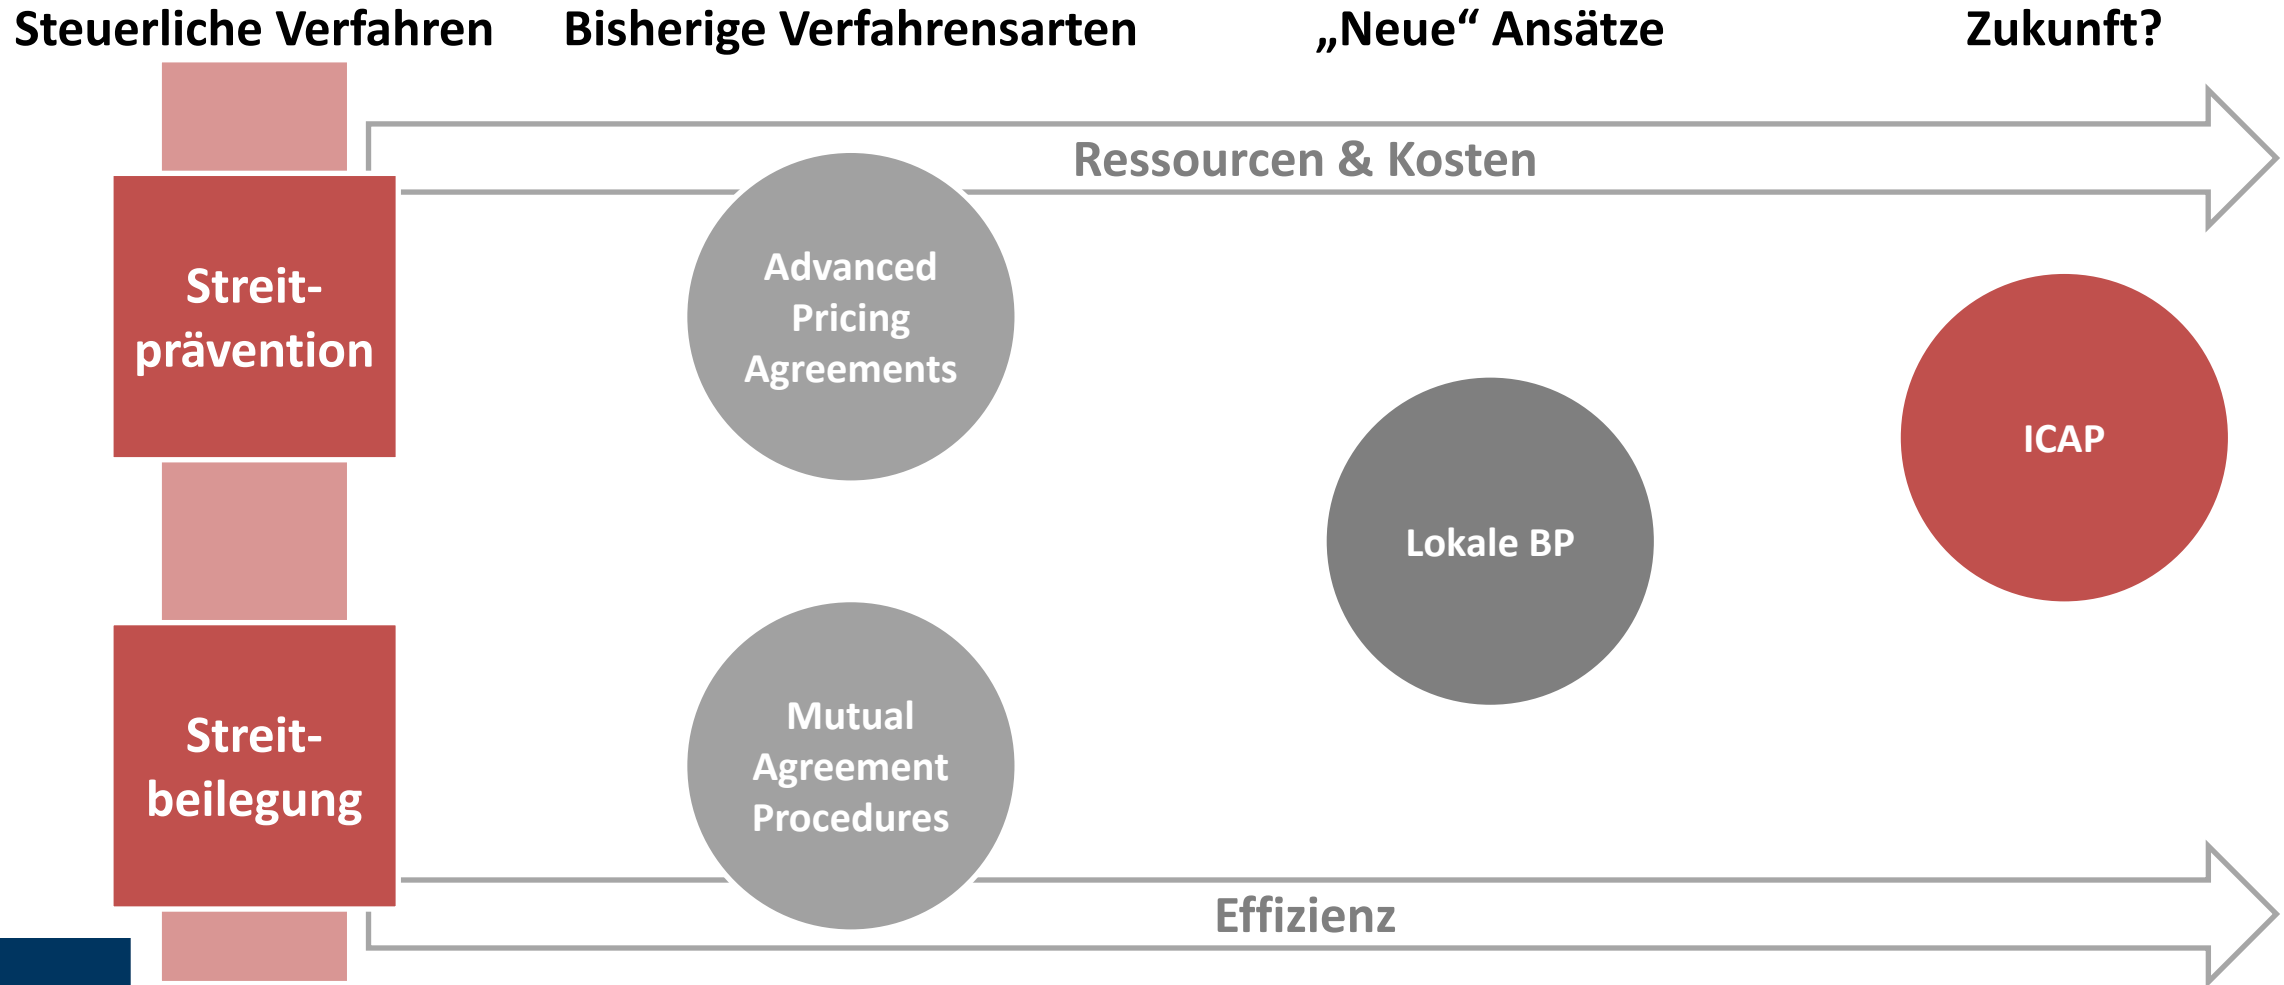 Steuerliche Verfahren
Bisherige Verfahrensarten
„Neue“ Ansätze
Zukunft?
Ressourcen & Kosten
Streit-
prävention
Advanced
Pricing
Agreements
ICAP
Lokale BP
Streit-
beilegung
Mutual
Agreement
Procedures
Effizienz